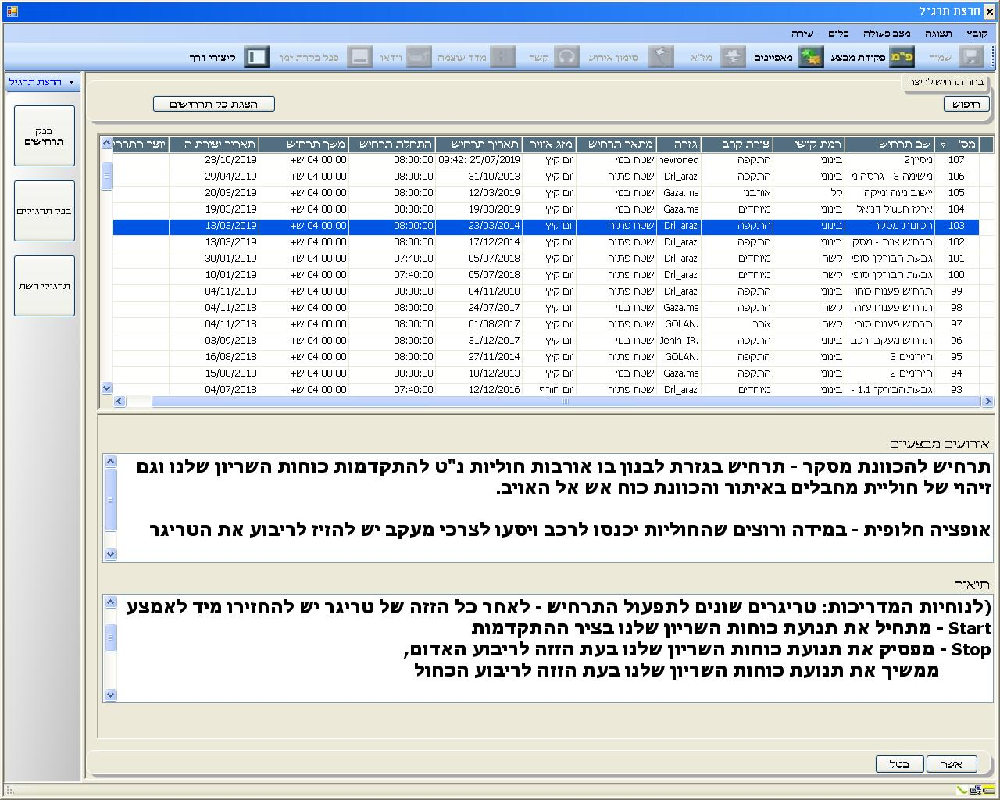 הרצת תרגיל
קובץ תצוגה מצב פעולה כלים עזרה
שמור פקודת מבצע פ"מ מאפיינים מז"א סימון אירוע קשר מדד עוצמה וידאו פנל בקרת זמן קיצורי דרך
הרצת תרגיל
בנק תרחישים
בנק תרגילים
תרגילי רשת
בחר תרחיש לריצה
חיפוש הצגת כל תרחישים
מס' שם תרחיש רמת קושי צורת קרב גזרה מתאר תרחיש מזג אוויר תאריך תרחיש התחלת תרחיש משך תרחיש תאריך יצירת ה יוצר התרחי
107 ניסיון2 בינוני התקפה hevroned שטח בנוי יום קיץ 25/07/2019 09:42: 08:00:00 04:00:00 ש+ 23/10/2019
106 משימה 3 - גרסה מ בינוני התקפה Drl_arazi שטח פתוח יום קיץ 31/10/2013 08:00:00 04:00:00 ש+ 29/04/2019
105 יישוב נעה ומיקה קל אורבני Gaza.ma שטח בנוי יום קיץ 12/03/2019 08:00:00 04:00:00 ש+ 20/03/2019
104 ארגז חשוול דניאל בינוני מיוחדים Gaza.ma שטח בנוי יום קיץ 19/03/2019 08:00:00 04:00:00 ש+ 19/03/2019
103 הכוונות מסקר בינוני התקפה Drl_arazi שטח פתוח יום קיץ 23/03/2014 08:00:00 04:00:00 ש+ 13/03/2019
102 תרחיש צוות - מסק בינוני התקפה Drl_arazi שטח פתוח יום קיץ 17/12/2014 08:00:00 04:00:00 ש+ 13/03/2019
101 גבעת הבורקן סופי קשה מיוחדים Drl_arazi שטח פתוח יום קיץ 05/07/2018 07:40:00 04:00:00 ש+ 30/01/2019
100 גבעת הבורקן סופי קשה מיוחדים Drl_arazi שטח פתוח יום קיץ 05/07/2018 07:40:00 04:00:00 ש+ 10/01/2019
99 תרחיש פענוח כוחו בינוני התקפה Drl_arazi שטח פתוח יום קיץ 04/11/2018 08:00:00 04:00:00 ש+ 04/11/2018
98 תרחיש פענוח עזה קשה התקפה Gaza.ma שטח בנוי יום קיץ 24/07/2017 08:00:00 04:00:00 ש+ 04/11/2018
97 תרחיש פענוח סורי קשה אחר GOLAN. שטח פתוח יום קיץ 01/08/2017 08:00:00 04:00:00 ש+ 04/11/2018
96 תרחיש מעקבי רכב בינוני התקפה Jenin_IR. שטח בנוי יום קיץ 31/12/2017 08:00:00 04:00:00 ש+ 03/09/2018
95 חירומים 3 בינוני התקפה GOLAN. שטח פתוח יום קיץ 27/11/2014 08:00:00 04:00:00 ש+ 16/08/2018
94 חירומים 2 בינוני התקפה Gaza.ma שטח בנוי יום קיץ 10/12/2013 08:00:00 04:00:00 ש+ 15/08/2018
93 גבעת הבורקן 1.1 - בינוני מיוחדים Drl_arazi שטח פתוח יום חורף 12/12/2016 07:40:00 04:00:00 ש+ 04/07/2018
אירועים מבצעיים
תרחיש להכוונת מסקר - תרחיש בגזרת לבנון בו אורבות חוליות נ"ט להתקדמות כוחות השריון שלנו וגם
זיהוי של חוליית מחבלים באיתור והכוונת כוח אש אל האויב.
אופציה חלופית - במידה ורוצים שהחוליות יכנסו לרכב ויסעו לצרכי מעקב יש להזיז לריבוע את הטריגר
תיאור
(לנוחיות המדריכות: טריגרים שונים לתפעול התרחיש - לאחר כל הזזה של טריגר יש להחזירו מיד לאמצע
Start - מתחיל את תנועת כוחות השריון שלנו בציר ההתקדמות
Stop - מפסיק את תנועת כוחות השריון שלנו בעת הזזה לריבוע האדום,
ממשיך את תנועת כוחות השריון שלנו בעת הזזה לריבוע הכחול
אשר בטל